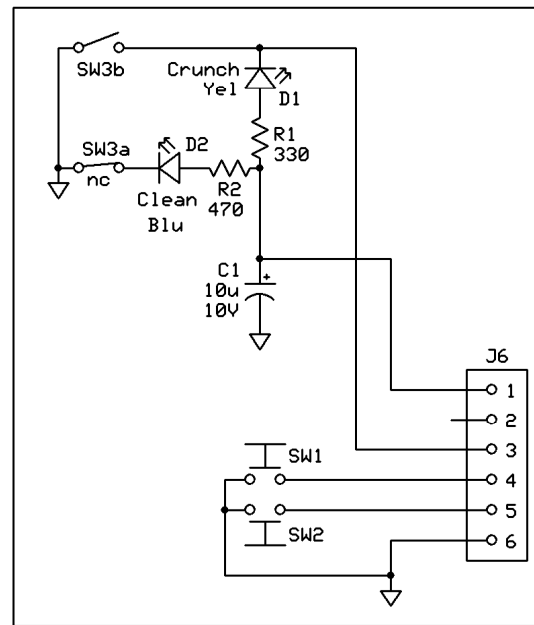 SW3b
Crunch
Yel
D1
R1
330
SW3a
nc
D2
Clean
Blu
R2
470
C1
+
10u
10V
J6
1
2
3
4
5
6
SW1
SW2